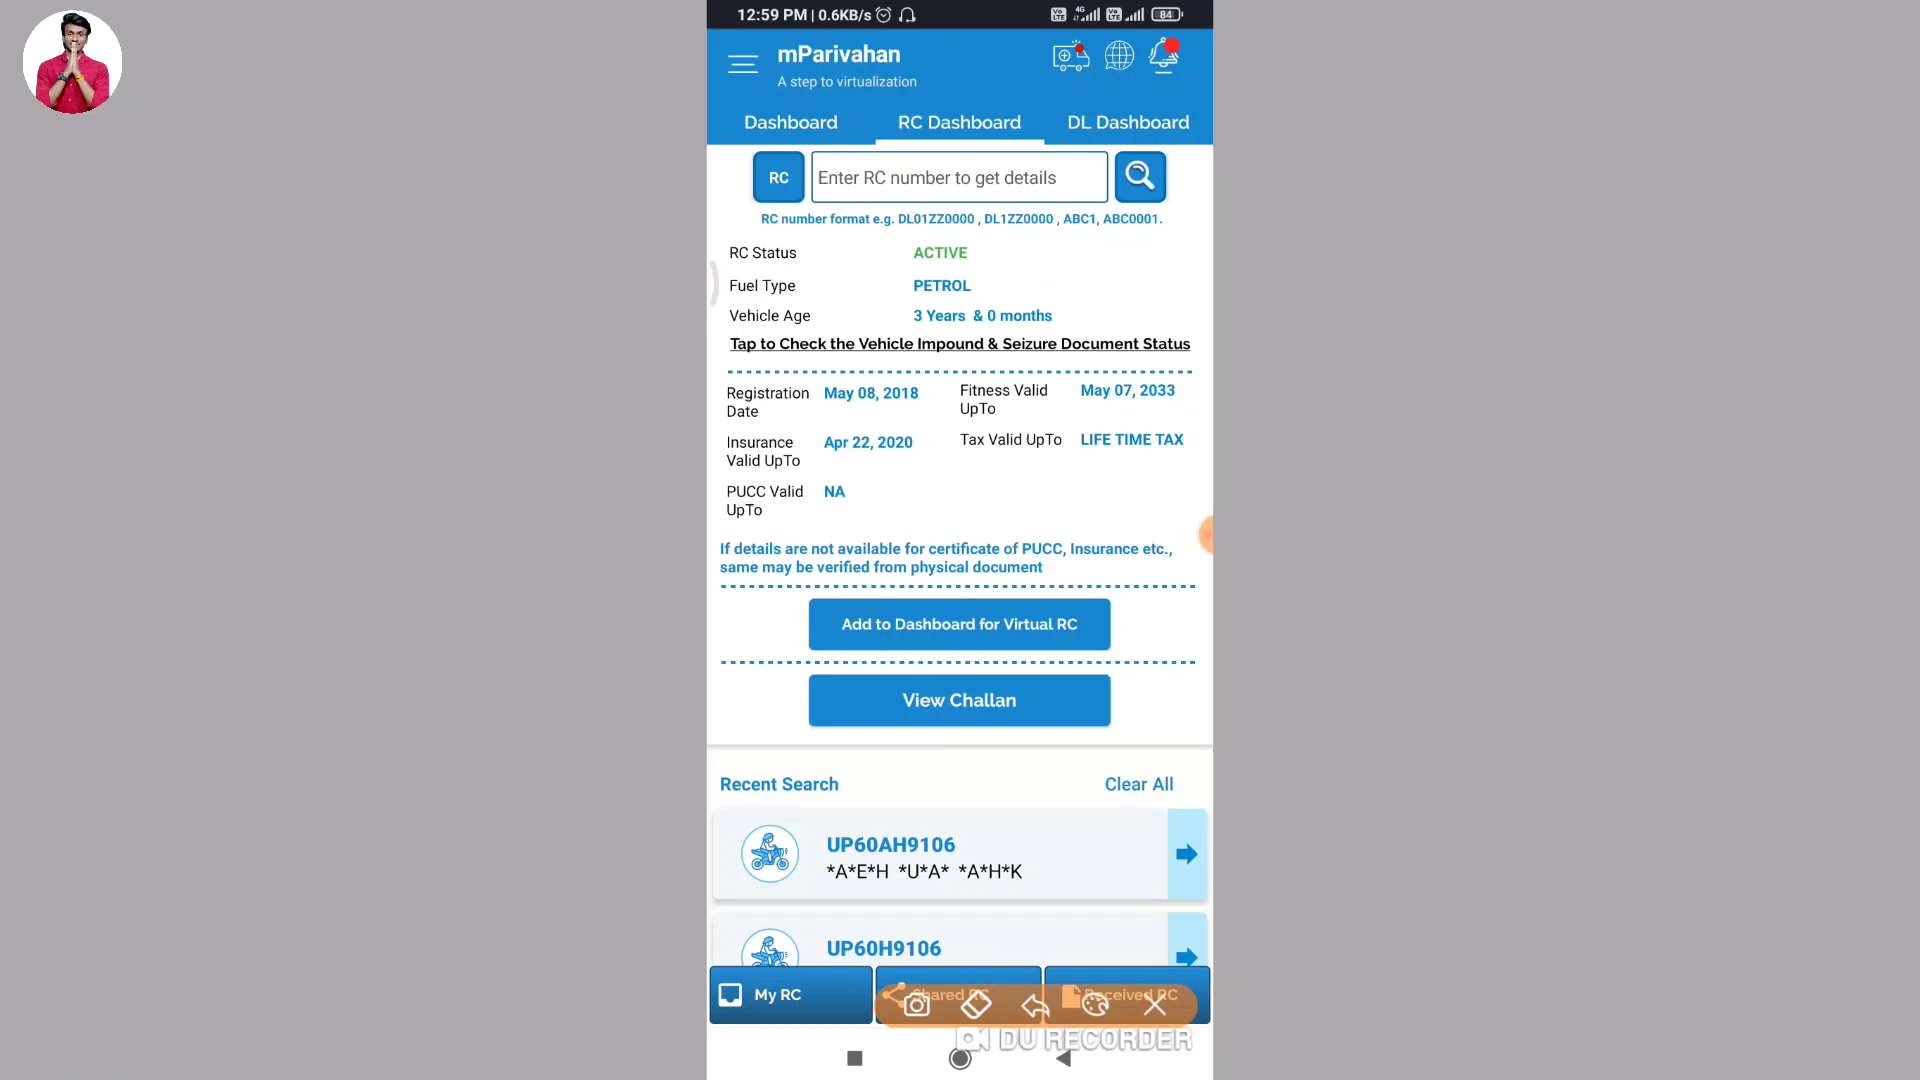 12:59 PM | 0.6KB/s
4G
84
mParivahan
A step to virtualization
Dashboard
RC Dashboard
DL Dashboard
RC
Enter RC number to get details
RC number format e.g. DL01ZZ0000 , DL1ZZ0000 , ABC1, ABC0001.
RC Status ACTIVE
Fuel Type PETROL
Vehicle Age 3 Years & 0 months
Tap to Check the Vehicle Impound & Seizure Document Status
Registration Date May 08, 2018
Fitness Valid UpTo May 07, 2033
Insurance Valid UpTo Apr 22, 2020
Tax Valid UpTo LIFE TIME TAX
PUCC Valid UpTo NA
If details are not available for certificate of PUCC, Insurance etc.,
same may be verified from physical document
Add to Dashboard for Virtual RC
View Challan
Recent Search
Clear All
UP60AH9106
*A*E*H *U*A* *A*H*K
UP60H9106
My RC
Shared RC
Received RC
DU RECORDER